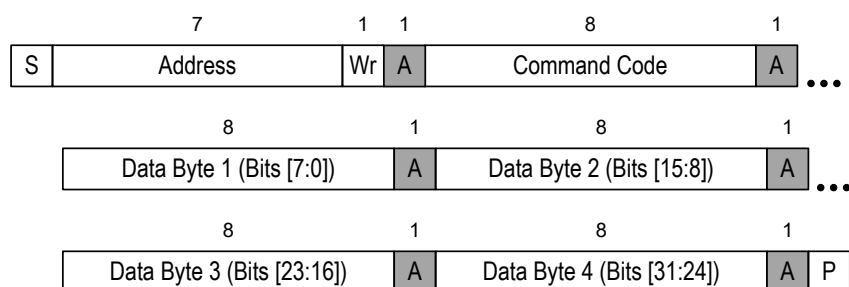 7 1 1 8 1
S Address Wr A Command Code A ...
8 1 8 1
Data Byte 1 (Bits [7:0]) A Data Byte 2 (Bits [15:8]) A ...
8 1 8 1
Data Byte 3 (Bits [23:16]) A Data Byte 4 (Bits [31:24]) A P